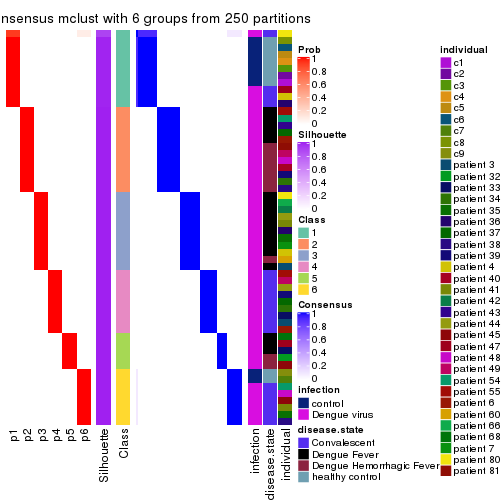 nsensus mclust with 6 groups from 250 partitions
p1
p2
p3
p4
p5
p6
Silhouette
Class
infection
disease.state
individual
Prob
1
0.8
0.6
0.4
0.2
0
Silhouette
1
0.8
0.6
0.4
0.2
0
Class
1
2
3
4
5
6
Consensus
1
0.8
0.6
0.4
0.2
0
infection
control
Dengue virus
disease.state
Convalescent
Dengue Fever
Dengue Hemorrhagic Fever
healthy control
individual
c1
c2
c3
c4
c5
c6
c7
c8
c9
patient 3
patient 32
patient 33
patient 34
patient 35
patient 36
patient 37
patient 38
patient 39
patient 4
patient 40
patient 41
patient 42
patient 43
patient 44
patient 45
patient 47
patient 48
patient 49
patient 54
patient 55
patient 6
patient 60
patient 66
patient 68
patient 7
patient 80
patient 81